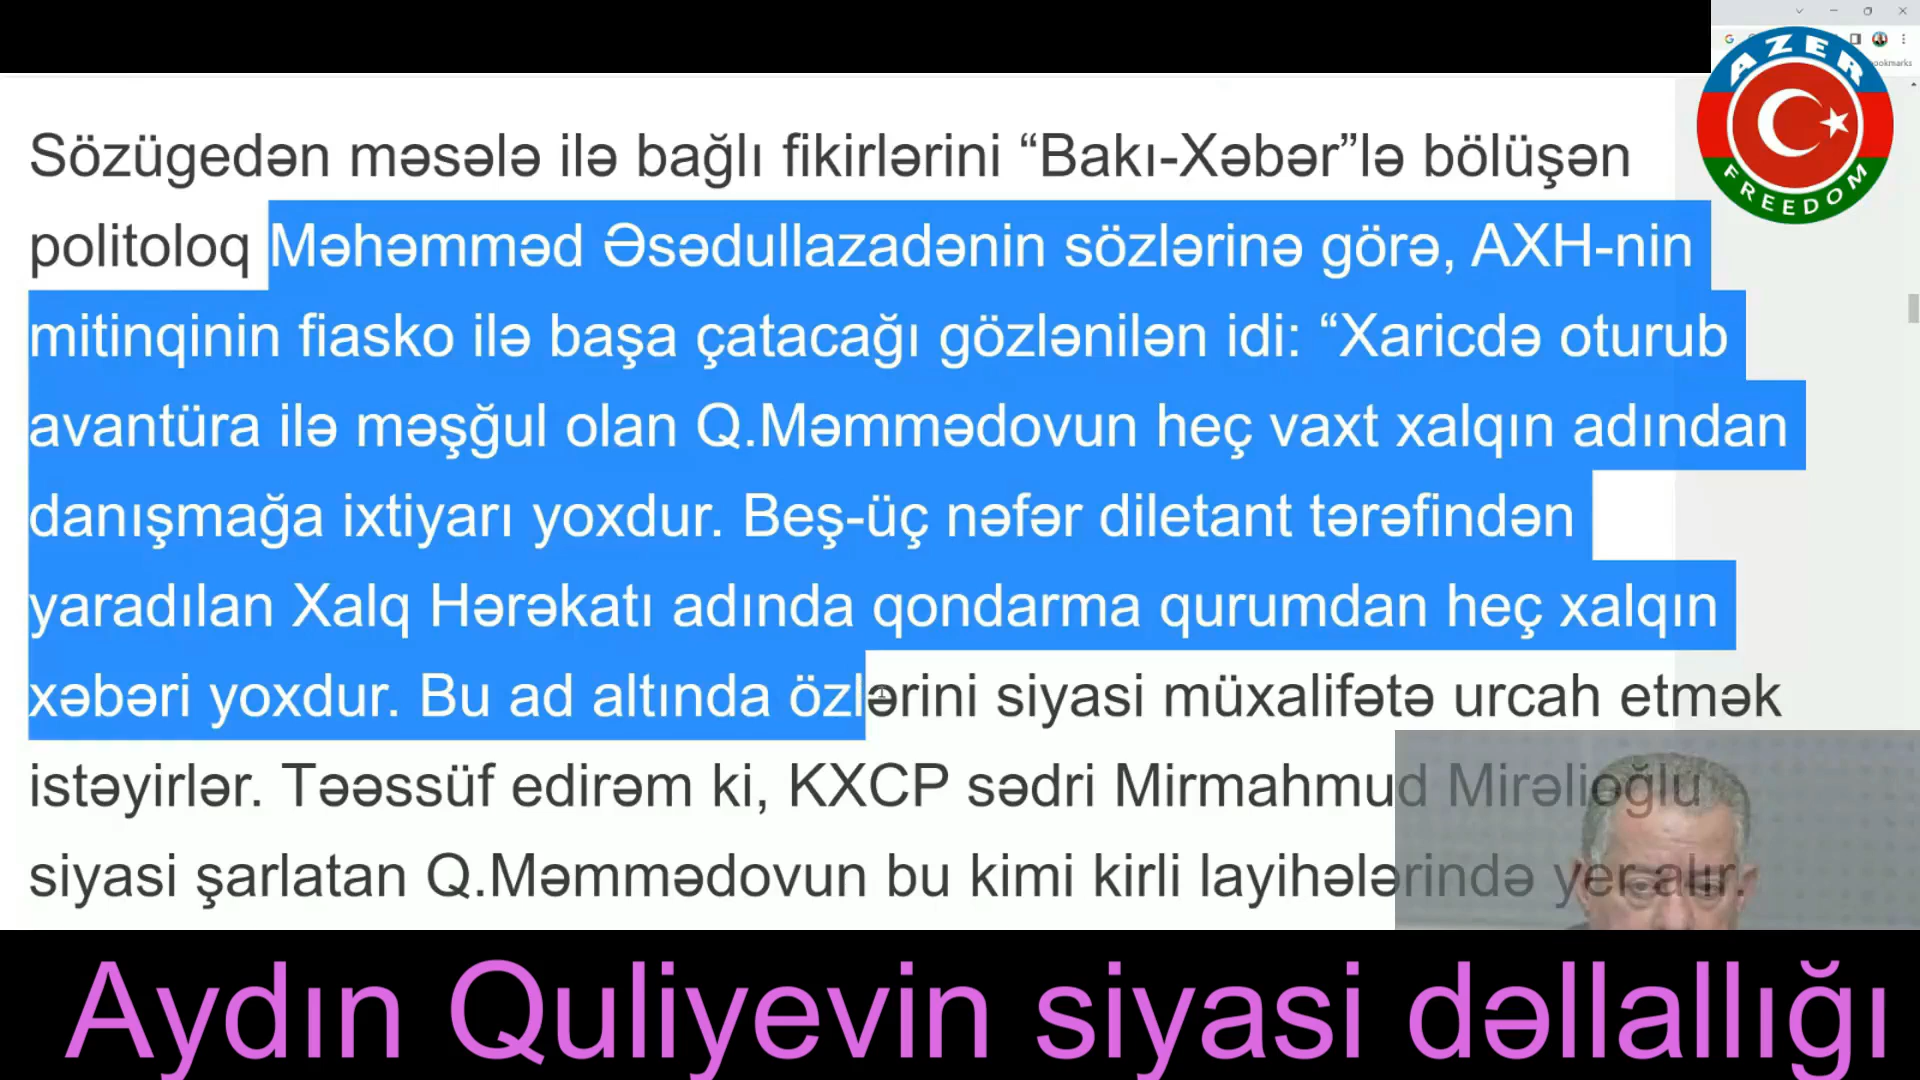 AZER
FREEDOM
ookmarks
Sözügedən məsələ ilə bağlı fikirlərini “Bakı-Xəbər”lə bölüşən
politoloq Məhəmməd Əsədullazadənin sözlərinə görə, AXH-nin
mitinqinin fiasko ilə başa çatacağı gözlənilən idi: “Xaricdə oturub
avantüra ilə məşğul olan Q.Məmmədovun heç vaxt xalqın adından
danışmağa ixtiyarı yoxdur. Beş-üç nəfər diletant tərəfindən
yaradılan Xalq Hərəkatı adında qondarma qurumdan heç xalqın
xəbəri yoxdur. Bu ad altında özlərini siyasi müxalifətə urcah etmək
istəyirlər. Təəssüf edirəm ki, KXCP sədri Mirmahmud Mirəlioğlu
siyasi şarlatan Q.Məmmədovun bu kimi kirli layihələrində yer alır.
Aydın Quliyevin siyasi dəllallığı